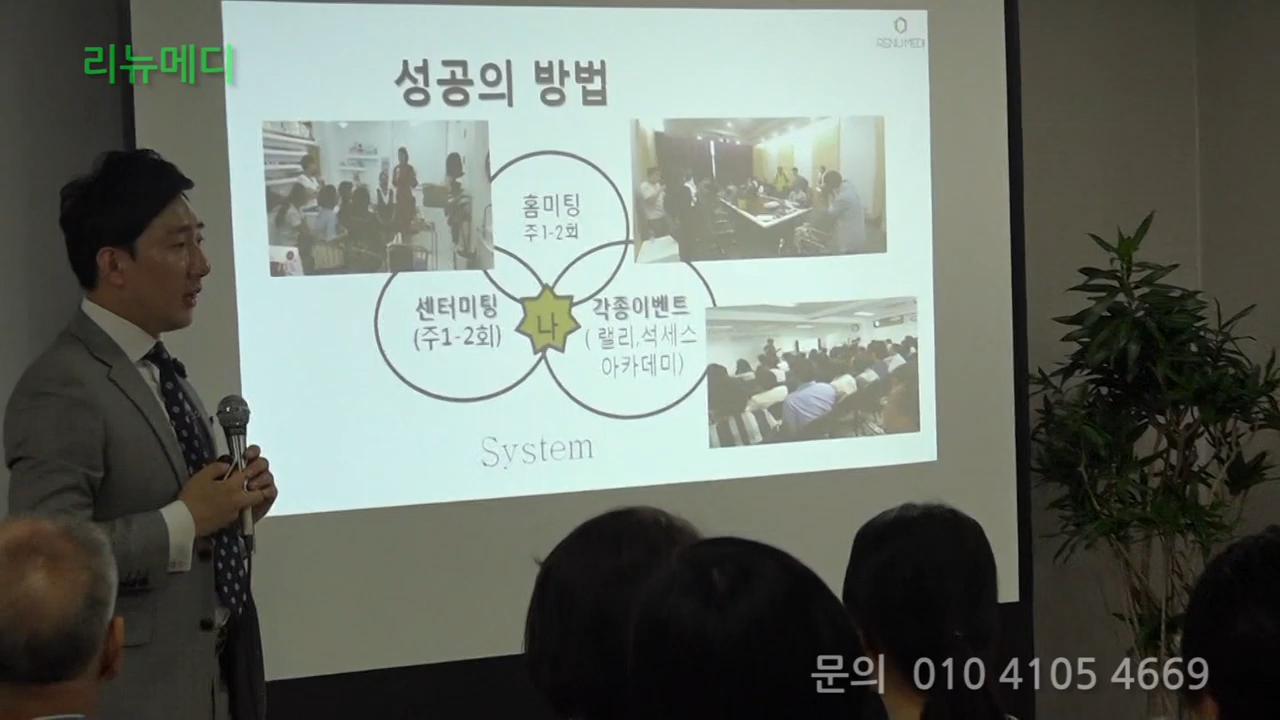 리뉴메디
RENU MEDI
성공의 방법
홈미팅
주1-2회
센터미팅
(주1-2회)
나
각종이벤트
( 랠리,석세스
아카데미)
System
문의 010 4105 4669